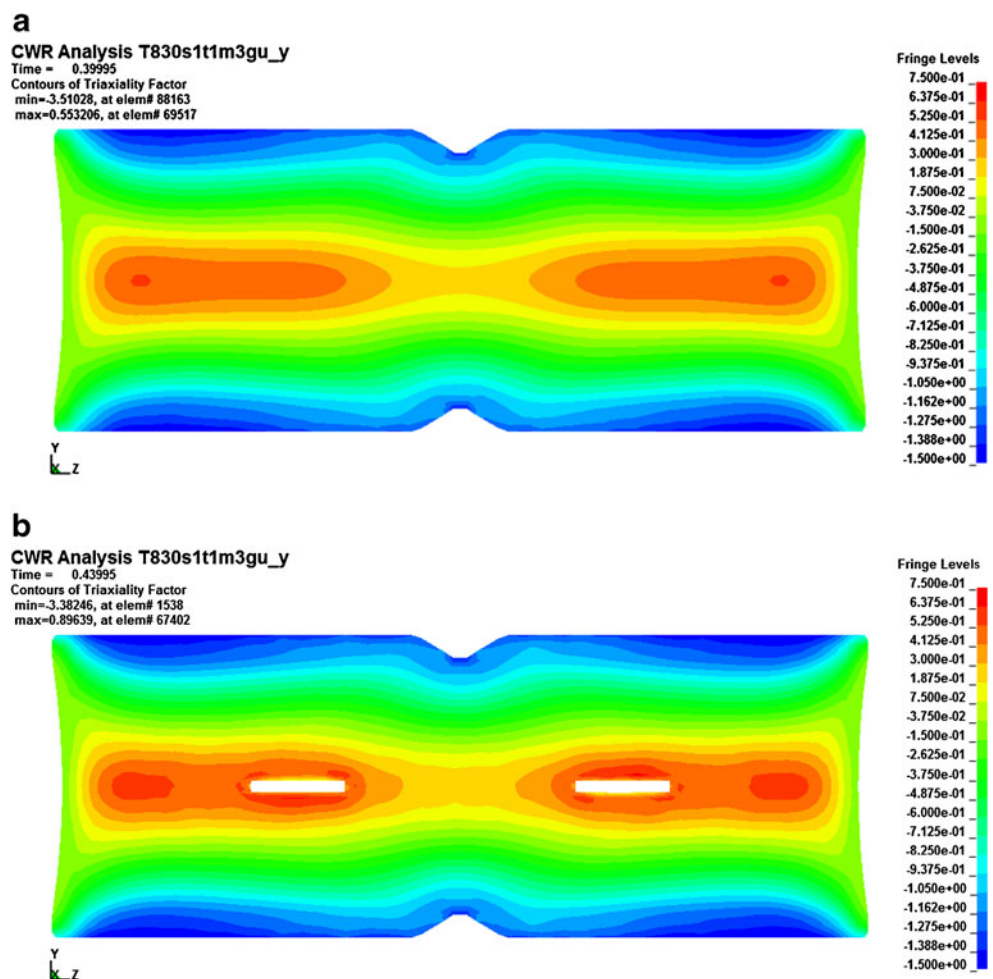 a
CWR Analysis T830s1t1m3gu_y
Time = 0.39995
Contours of Triaxiality Factor
min=-3.51028, at elem# 88163
max=0.553206, at elem# 69517
Fringe Levels
7.500e-01
6.375e-01
5.250e-01
4.125e-01
3.000e-01
1.875e-01
7.500e-02
-3.750e-02
-1.500e-01
-2.625e-01
-3.750e-01
-4.875e-01
-6.000e-01
-7.125e-01
-8.250e-01
-9.375e-01
-1.050e+00
-1.162e+00
-1.275e+00
-1.388e+00
-1.500e+00
Y
X Z
b
CWR Analysis T830s1t1m3gu_y
Time = 0.43995
Contours of Triaxiality Factor
min=-3.38246, at elem# 1538
max=0.89639, at elem# 67402
Fringe Levels
7.500e-01
6.375e-01
5.250e-01
4.125e-01
3.000e-01
1.875e-01
7.500e-02
-3.750e-02
-1.500e-01
-2.625e-01
-3.750e-01
-4.875e-01
-6.000e-01
-7.125e-01
-8.250e-01
-9.375e-01
-1.050e+00
-1.162e+00
-1.275e+00
-1.388e+00
-1.500e+00
Y
X Z